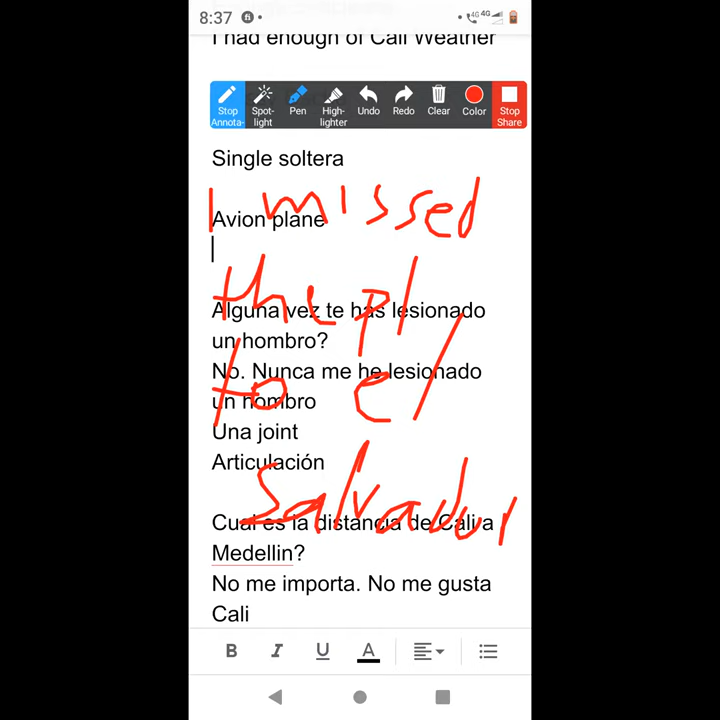 8:37
4G 4G
I had enough of Cali Weather
Stop Annota- Spot-light Pen High-lighter Undo Redo Clear Color Stop Share
Single soltera
I missed
Avion plane
the pl
Alguna vez te has lesionado
un hombro?
No. Nunca me he lesionado
to el
un hombro
Una joint
Articulación
Salvador
Cual es la distancia de Cali a
Medellin?
No me importa. No me gusta
Cali
B I U A